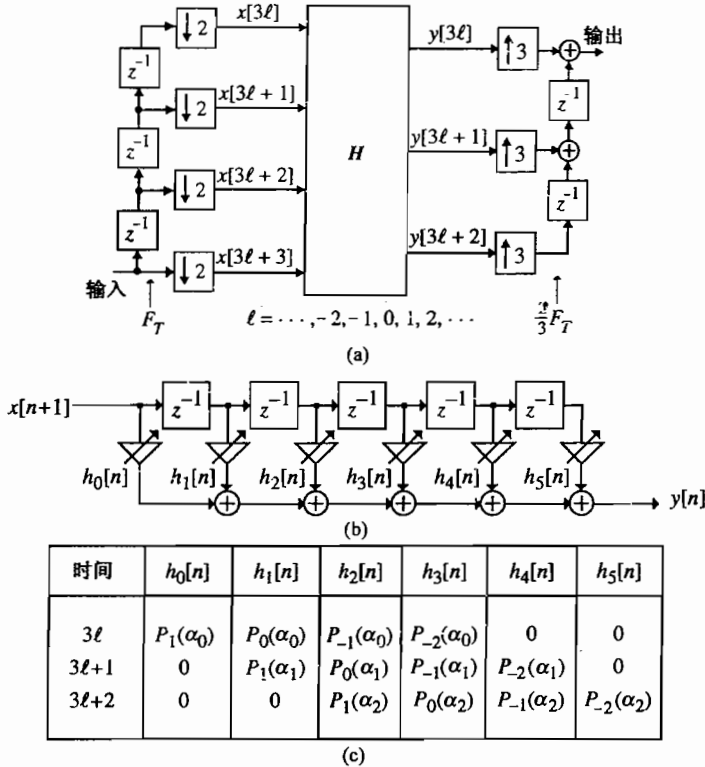 x[3ℓ]
↓2
z⁻¹
x[3ℓ + 1]
↓2
z⁻¹
x[3ℓ + 2]
↓2
z⁻¹
x[3ℓ + 3]
↓2
输入
F_T
H
y[3ℓ]
↑3
输出
z⁻¹
y[3ℓ + 1]
↑3
z⁻¹
y[3ℓ + 2]
↑3
ℓ = ⋯, -2, -1, 0, 1, 2, ⋯
2/3 F_T
(a)
x[n+1] z⁻¹ z⁻¹ z⁻¹ z⁻¹ z⁻¹
h₀[n] h₁[n] h₂[n] h₃[n] h₄[n] h₅[n]
y[n]
(b)
时间 h₀[n] h₁[n] h₂[n] h₃[n] h₄[n] h₅[n]
3ℓ P₁(α₀) P₀(α₀) P₋₁(α₀) P₋₂(α₀) 0 0
3ℓ+1 0 P₁(α₁) P₀(α₁) P₋₁(α₁) P₋₂(α₁) 0
3ℓ+2 0 0 P₁(α₂) P₀(α₂) P₋₁(α₂) P₋₂(α₂)
(c)